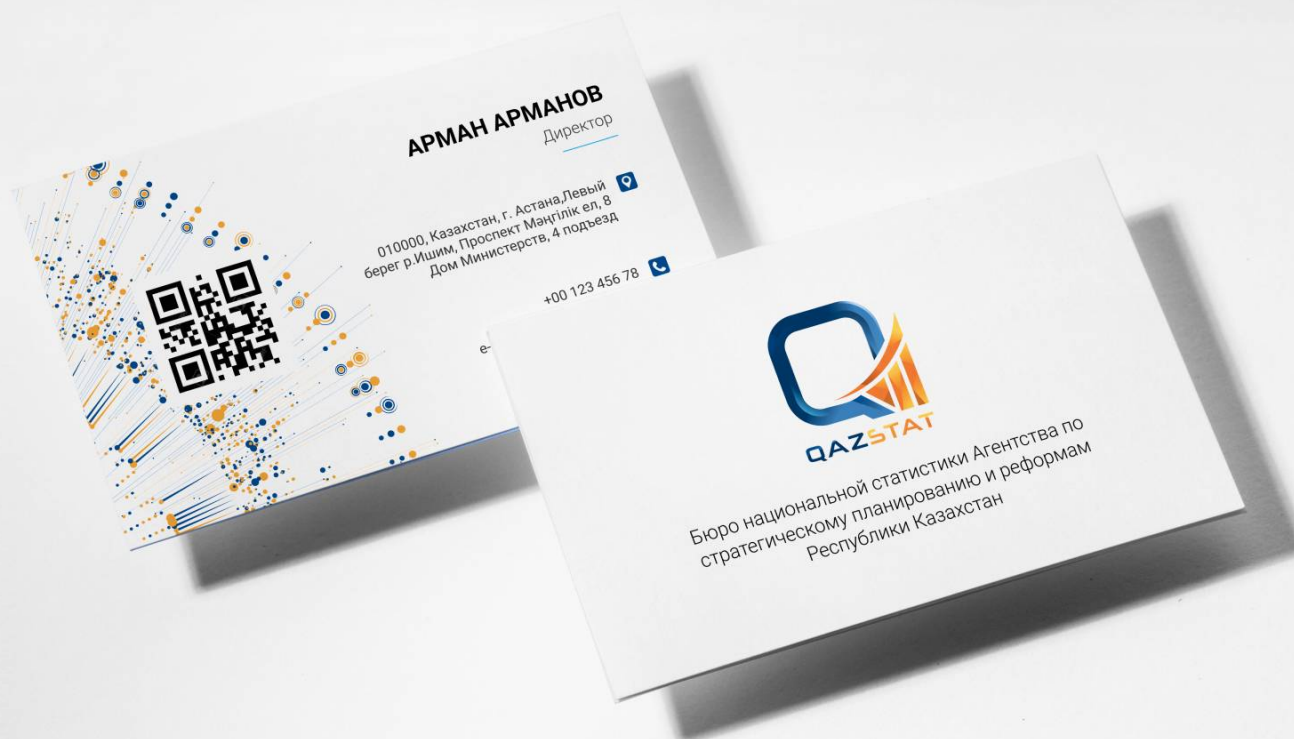 АРМАН АРМАНОВ
Директор
010000, Казахстан, г. Астана,Левый
берег р.Ишим, Проспект Мәңгілік ел, 8
Дом Министерств, 4 подъезд
+00 123 456 78
e-
QAZSTAT
Бюро национальной статистики Агентства по
стратегическому планированию и реформам
Республики Казахстан